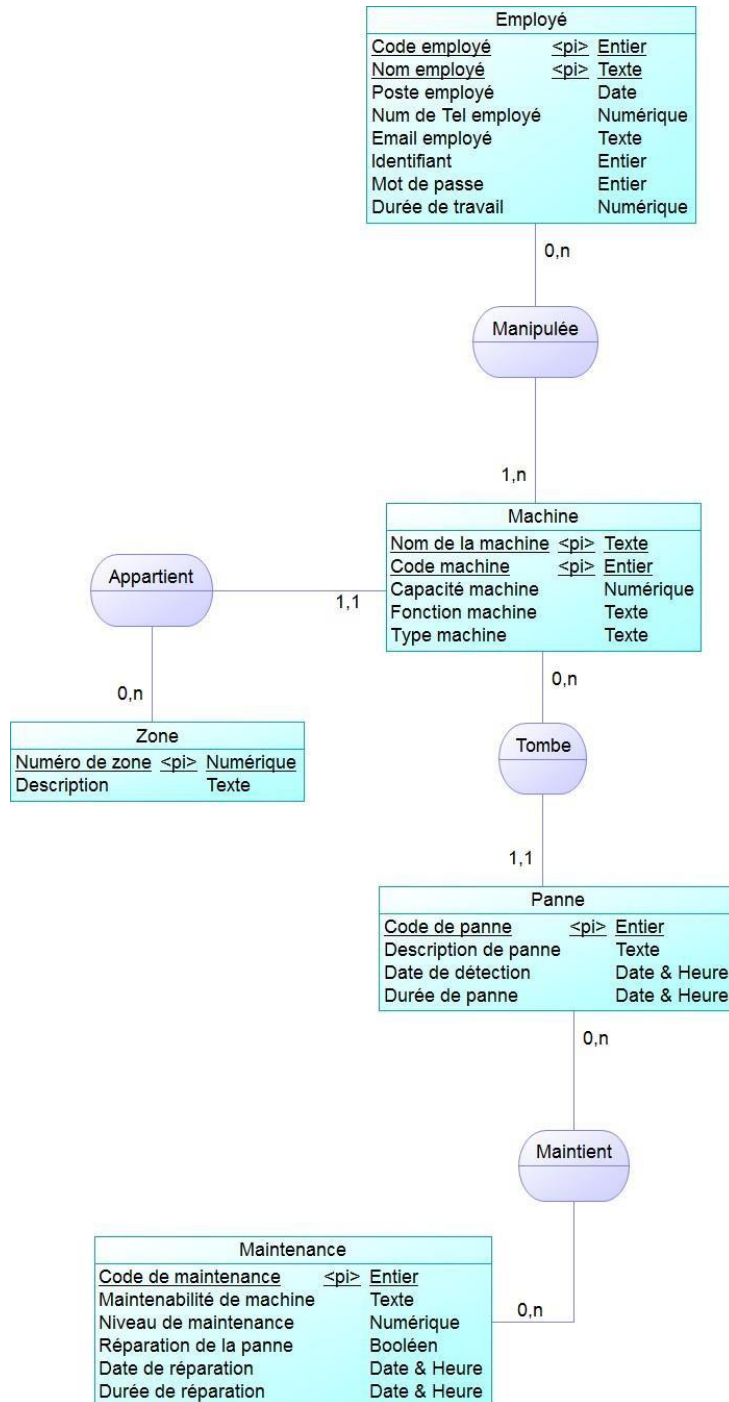 Employé
Code employé <pi> Entier
Nom employé <pi> Texte
Poste employé Date
Num de Tel employé Numérique
Email employé Texte
Identifiant Entier
Mot de passe Entier
Durée de travail Numérique
0,n
Manipulée
1,n
Machine
Nom de la machine <pi> Texte
Code machine <pi> Entier
Capacité machine Numérique
Fonction machine Texte
Type machine Texte
Appartient
1,1
0,n
0,n
Zone
Numéro de zone <pi> Numérique
Description Texte
Tombe
1,1
Panne
Code de panne <pi> Entier
Description de panne Texte
Date de détection Date & Heure
Durée de panne Date & Heure
0,n
Maintient
0,n
Maintenance
Code de maintenance <pi> Entier
Maintenabilité de machine Texte
Niveau de maintenance Numérique
Réparation de la panne Booléen
Date de réparation Date & Heure
Durée de réparation Date & Heure